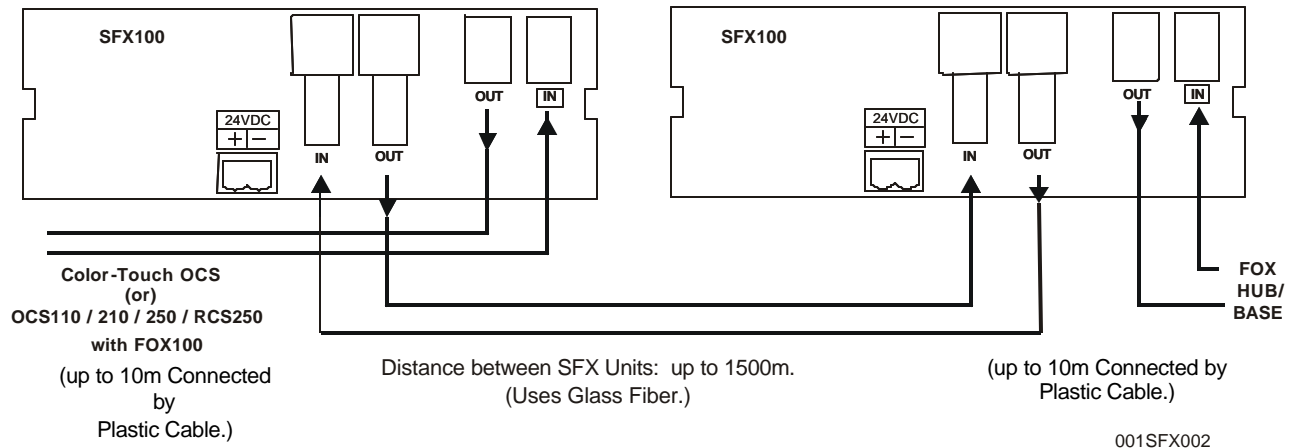 SFX100
OUT
IN
24VDC
+ −
IN
OUT
SFX100
OUT
IN
24VDC
+ −
IN
OUT
Color-Touch OCS
(or)
OCS110 / 210 / 250 / RCS250
with FOX100
(up to 10m Connected
by
Plastic Cable.)
Distance between SFX Units: up to 1500m.
(Uses Glass Fiber.)
FOX
HUB/
BASE
(up to 10m Connected by
Plastic Cable.)
001SFX002